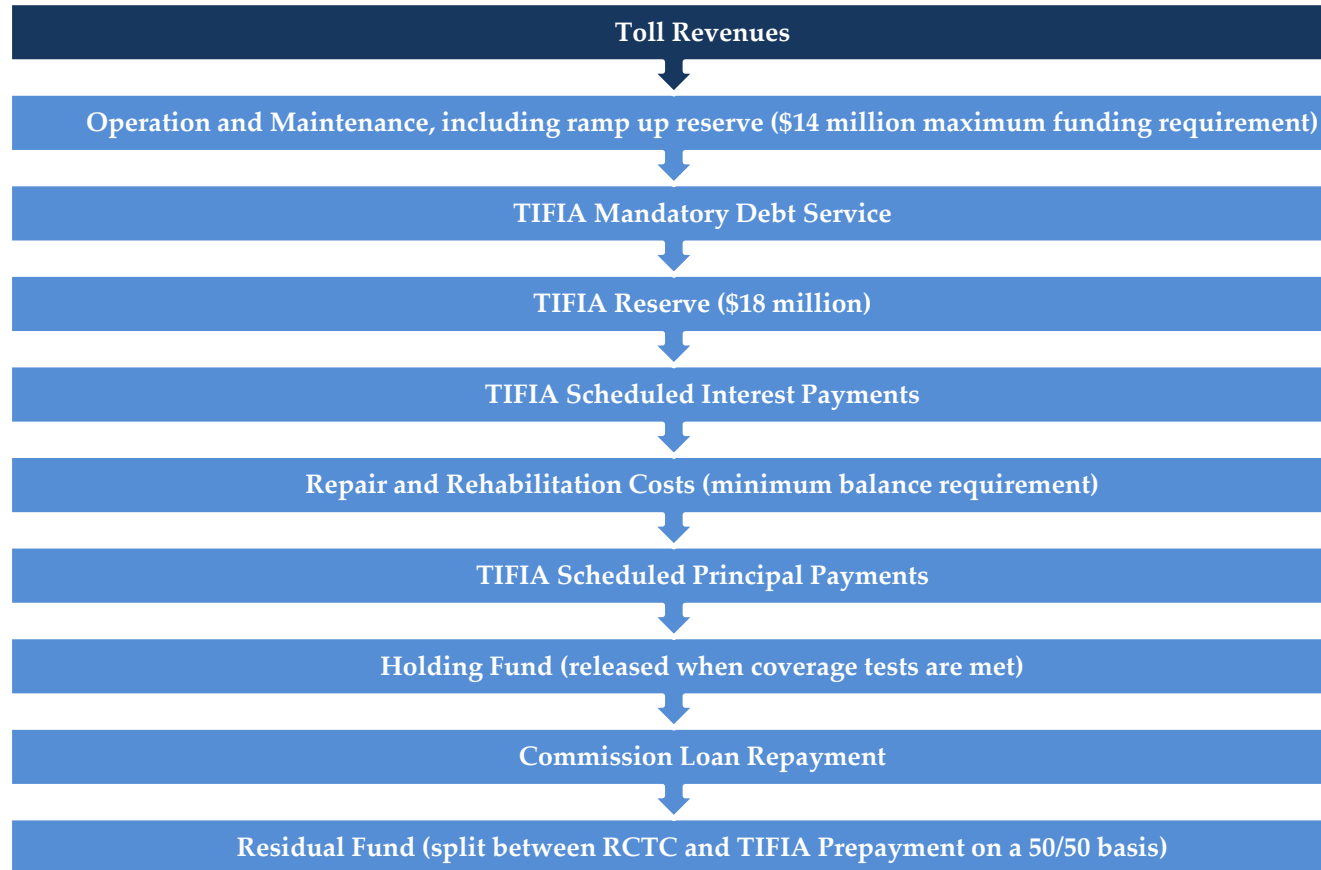 Toll Revenues
Operation and Maintenance, including ramp up reserve ($14 million maximum funding requirement)
TIFIA Mandatory Debt Service
TIFIA Reserve ($18 million)
TIFIA Scheduled Interest Payments
Repair and Rehabilitation Costs (minimum balance requirement)
TIFIA Scheduled Principal Payments
Holding Fund (released when coverage tests are met)
Commission Loan Repayment
Residual Fund (split between RCTC and TIFIA Prepayment on a 50/50 basis)